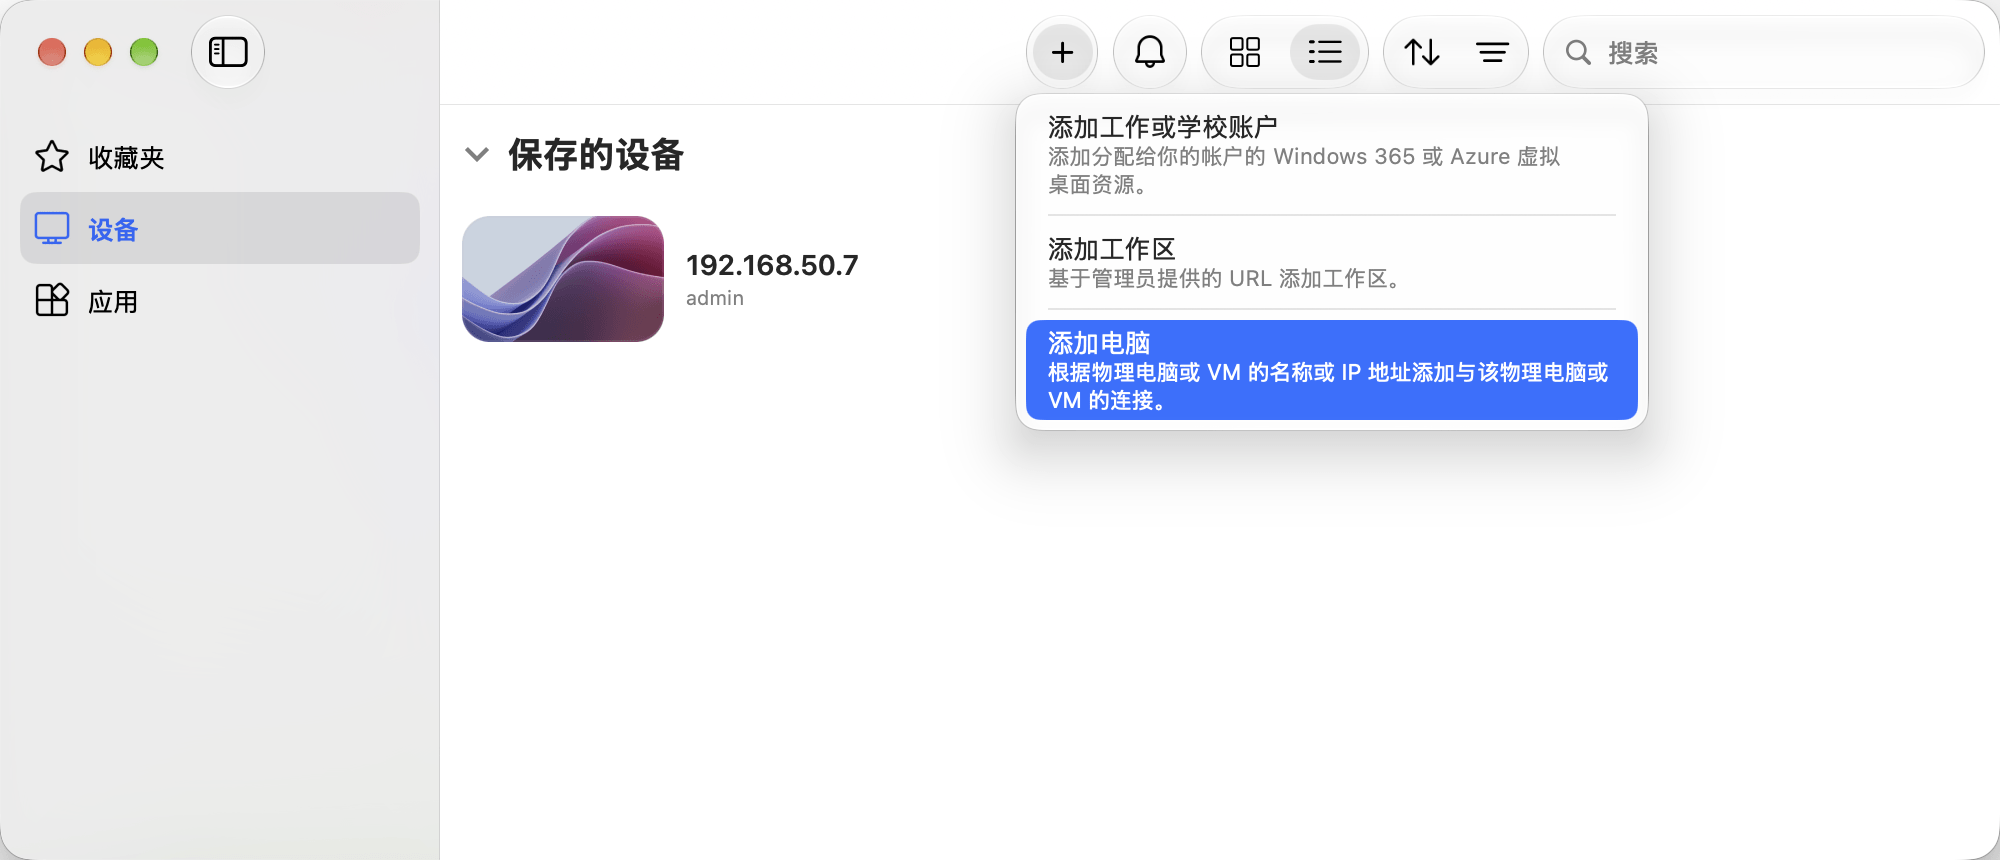 搜索
收藏夹
设备
应用
保存的设备
192.168.50.7
admin
添加工作或学校账户
添加分配给你的帐户的 Windows 365 或 Azure 虚拟
桌面资源。
添加工作区
基于管理员提供的 URL 添加工作区。
添加电脑
根据物理电脑或 VM 的名称或 IP 地址添加与该物理电脑或
VM 的连接。